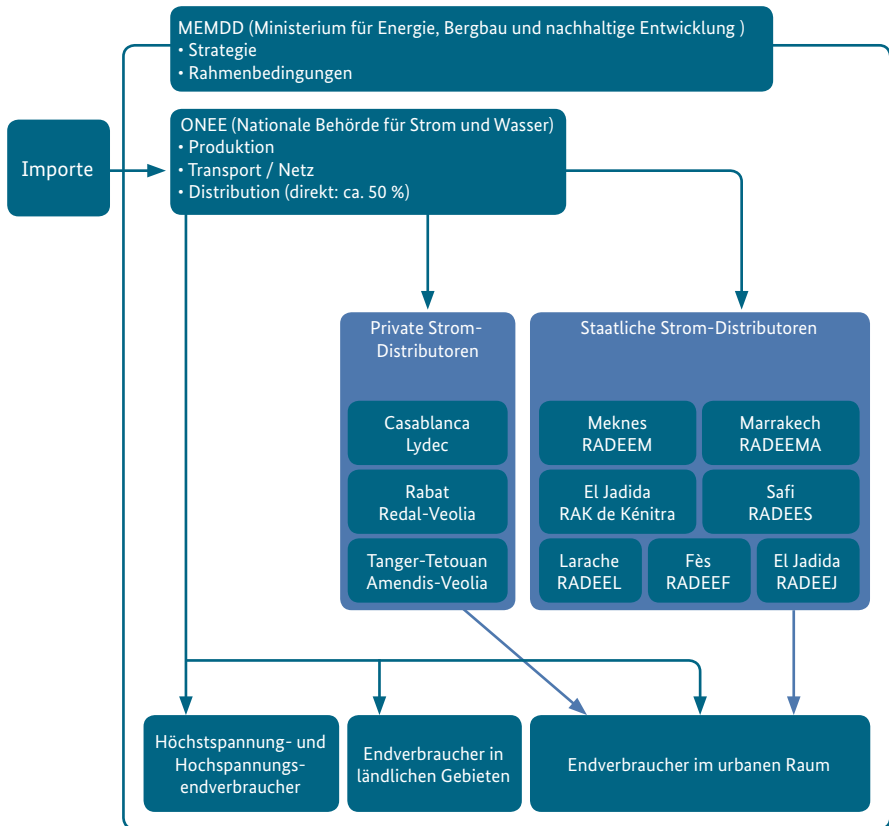 MEMDD (Ministerium für Energie, Bergbau und nachhaltige Entwicklung )
• Strategie
• Rahmenbedingungen
Importe
ONEE (Nationale Behörde für Strom und Wasser)
• Produktion
• Transport / Netz
• Distribution (direkt: ca. 50 %)
Private Strom-
Distributoren
Casablanca
Lydec
Rabat
Redal-Veolia
Tanger-Tetouan
Amendis-Veolia
Staatliche Strom-Distributoren
Meknes
RADEEM
Marrakech
RADEEMA
El Jadida
RAK de Kénitra
Safi
RADEES
Larache
RADEEL
Fès
RADEEF
El Jadida
RADEEJ
Höchstspannung- und
Hochspannungs-
endverbraucher
Endverbraucher in
ländlichen Gebieten
Endverbraucher im urbanen Raum